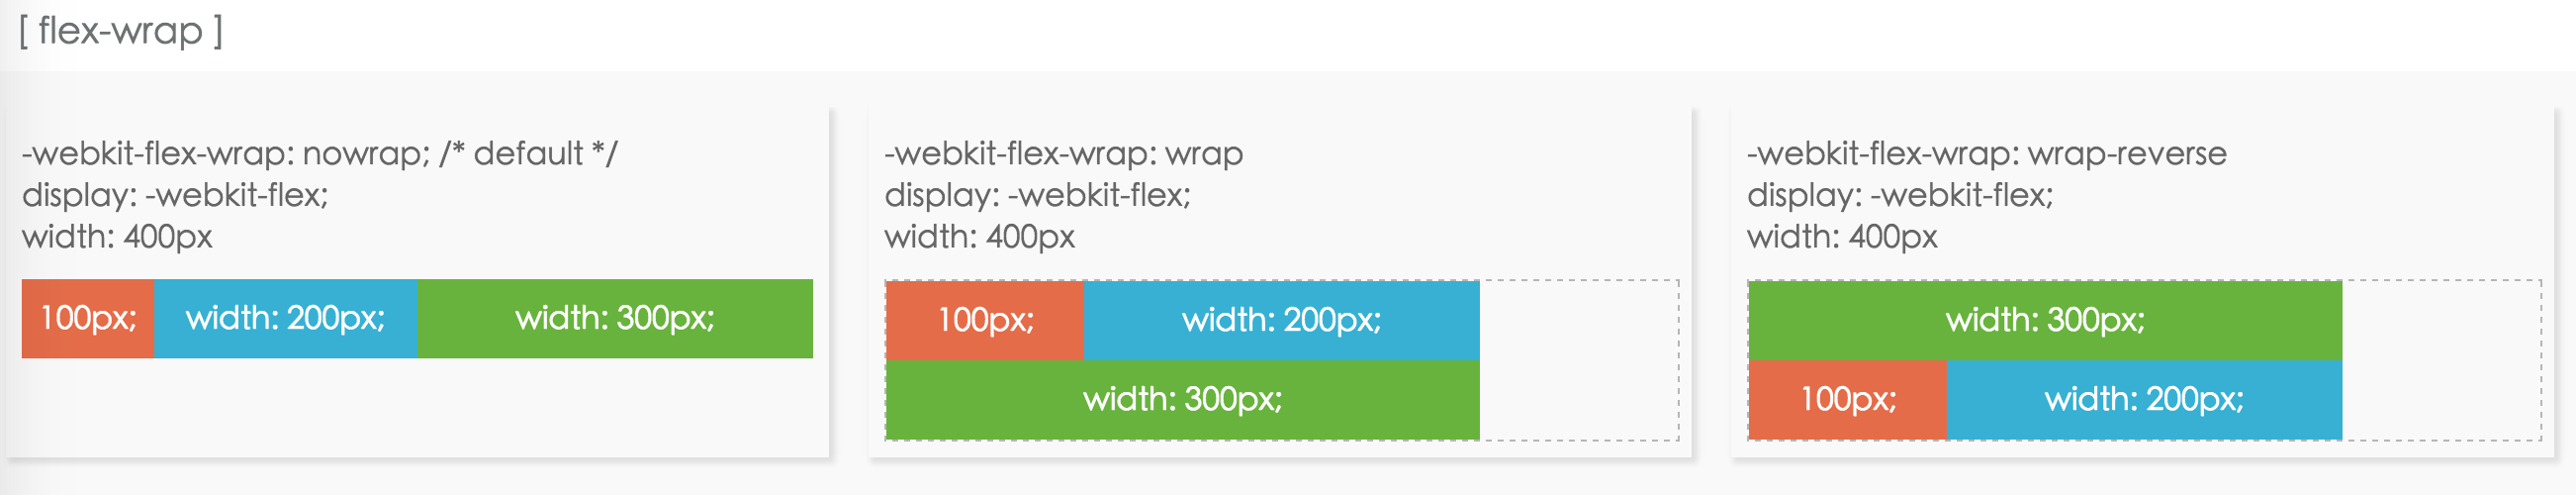 [ flex-wrap ]
-webkit-flex-wrap: nowrap; /* default */
display: -webkit-flex;
width: 400px
100px;
width: 200px;
width: 300px;
-webkit-flex-wrap: wrap
display: -webkit-flex;
width: 400px
100px;
width: 200px;
width: 300px;
-webkit-flex-wrap: wrap-reverse
display: -webkit-flex;
width: 400px
width: 300px;
100px;
width: 200px;